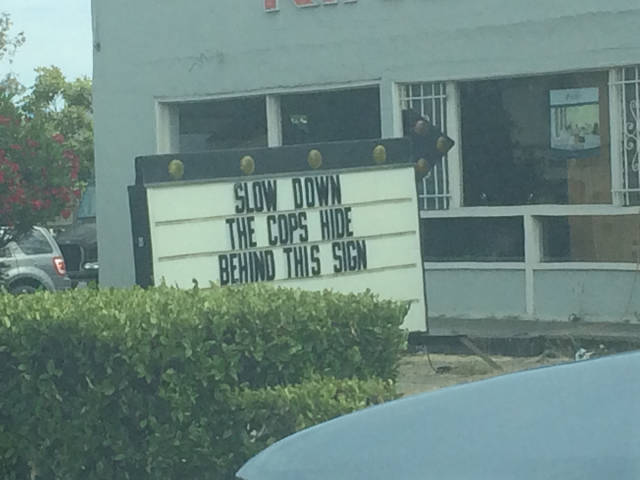 SLOW DOWN
THE COPS HIDE
BEHIND THIS SIGN